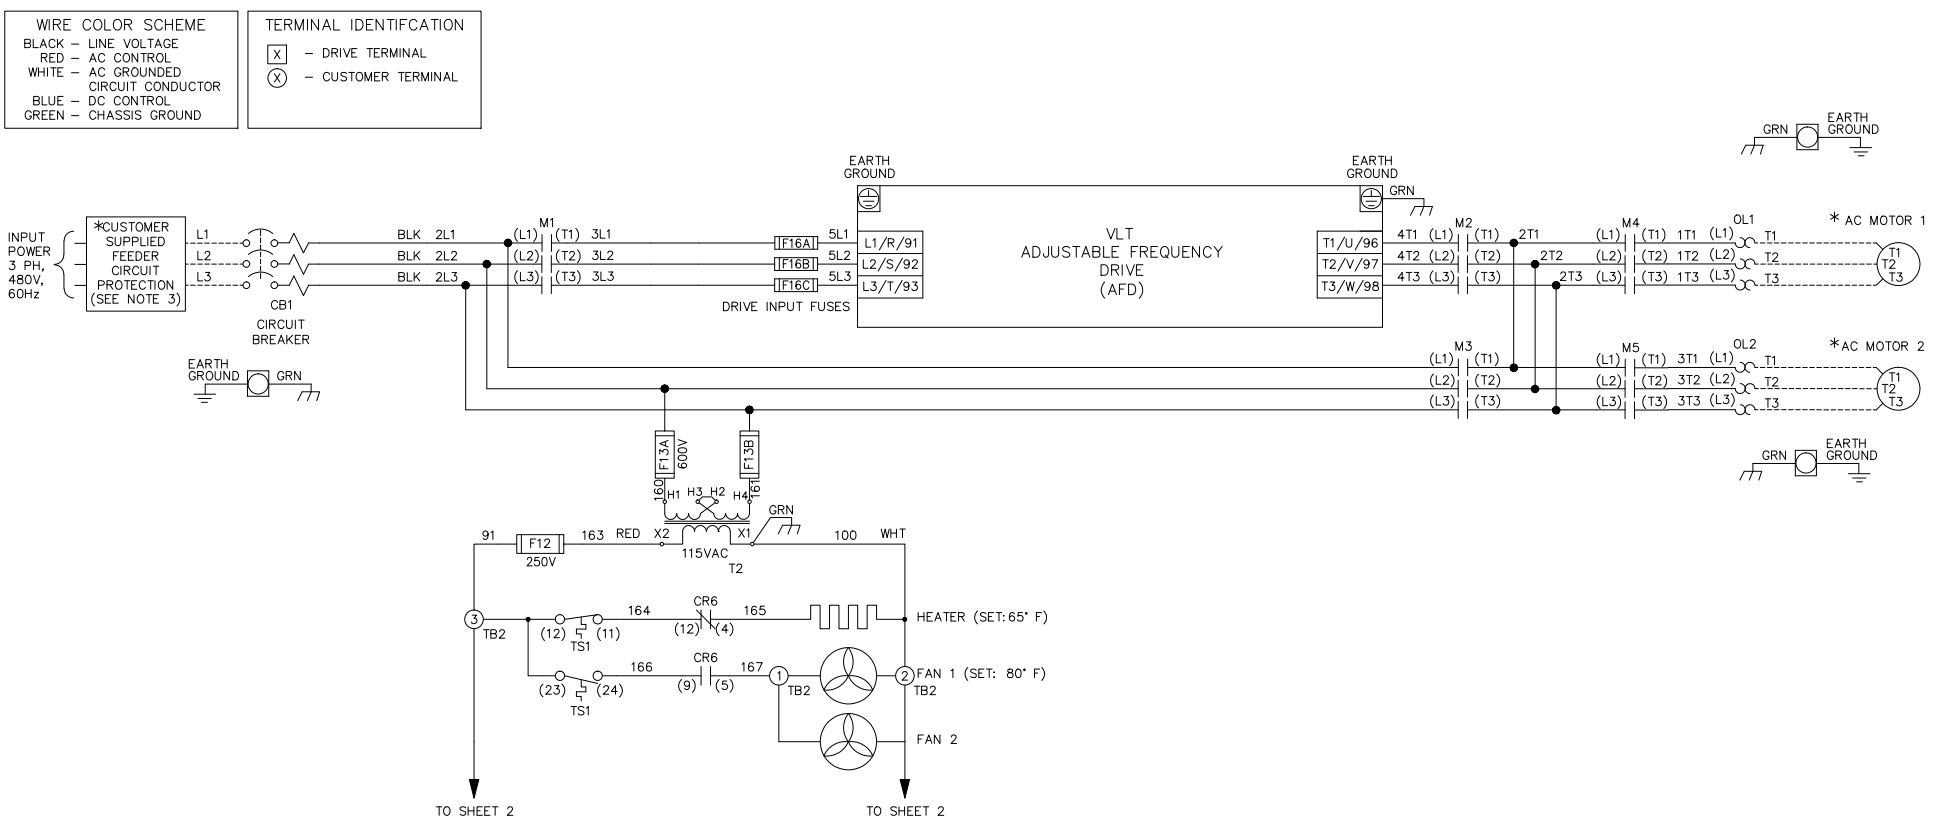 WIRE COLOR SCHEME
BLACK – LINE VOLTAGE
RED – AC CONTROL
WHITE – AC GROUNDED
CIRCUIT CONDUCTOR
BLUE – DC CONTROL
GREEN – CHASSIS GROUND
TERMINAL IDENTIFCATION
X – DRIVE TERMINAL
X – CUSTOMER TERMINAL
GRN
EARTH
GROUND
INPUT
POWER
3 PH,
480V,
60Hz
*CUSTOMER
SUPPLIED
FEEDER
CIRCUIT
PROTECTION
(SEE NOTE 3)
L1
L2
L3
CB1
CIRCUIT
BREAKER
EARTH
GROUND
GRN
BLK 2L1
BLK 2L2
BLK 2L3
M1
(L1) (T1) 3L1
(L2) (T2) 3L2
(L3) (T3) 3L3
F16A
F16B
F16C
DRIVE INPUT FUSES
5L1
5L2
5L3
EARTH
GROUND
L1/R/91
L2/S/92
L3/T/93
VLT
ADJUSTABLE FREQUENCY
DRIVE
(AFD)
EARTH
GROUND
GRN
T1/U/96
T2/V/97
T3/W/98
M2
4T1 (L1) (T1) 2T1
4T2 (L2) (T2) 2T2
4T3 (L3) (T3) 2T3
M4
(L1) (T1) 1T1 (L1)
(L2) (T2) 1T2 (L2)
(L3) (T3) 1T3 (L3)
OL1
T1
T2
T3
* AC MOTOR 1
T1
T2
T3
M3
(L1) (T1)
(L2) (T2)
(L3) (T3)
M5
(L1) (T1) 3T1 (L1)
(L2) (T2) 3T2 (L2)
(L3) (T3) 3T3 (L3)
OL2
T1
T2
T3
*AC MOTOR 2
T1
T2
T3
GRN
EARTH
GROUND
F13A
600V
F13B
160
161
H1 H3 H2 H4
GRN
91
F12
250V
163 RED X2
X1
115VAC
T2
100 WHT
3
TB2
(12) (11)
TS1
164
CR6
(12) (4)
165
HEATER (SET:65° F)
(23) (24)
TS1
166
CR6
(9) (5)
167
1
TB2
2
TB2
FAN 1 (SET: 80° F)
FAN 2
TO SHEET 2
TO SHEET 2